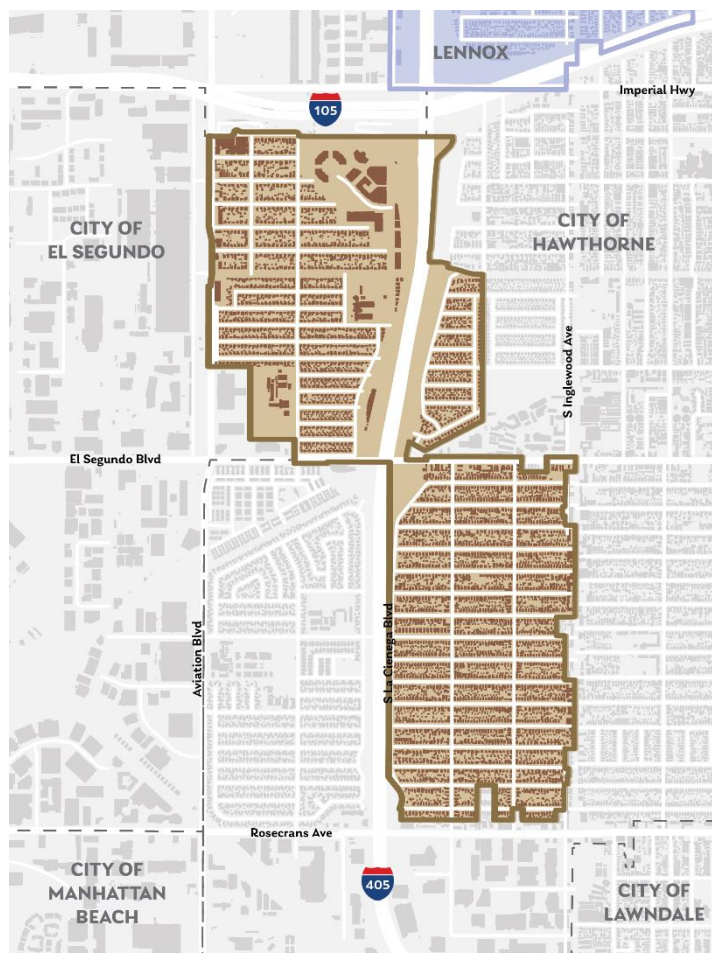 LENNOX
Imperial Hwy
105
CITY OF
EL SEGUNDO
CITY OF
HAWTHORNE
S Inglewood Ave
El Segundo Blvd
Aviation Blvd
S La Cienega Blvd
Rosecrans Ave
CITY OF
MANHATTAN
BEACH
405
CITY OF
LAWNDALE